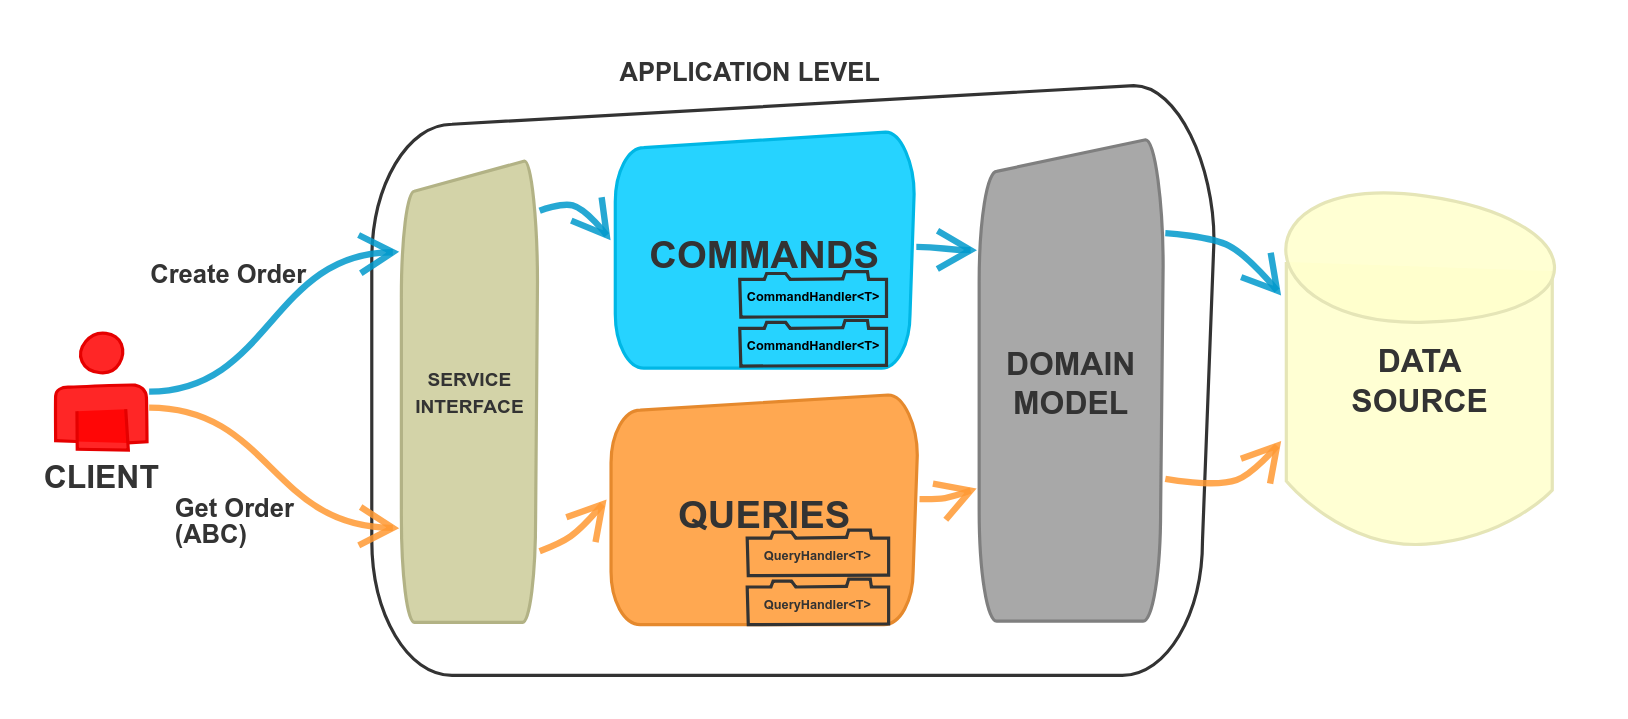 APPLICATION LEVEL
Create Order
CLIENT
Get Order
(ABC)
SERVICE
INTERFACE
COMMANDS
CommandHandler<T>
CommandHandler<T>
QUERIES
QueryHandler<T>
QueryHandler<T>
DOMAIN
MODEL
DATA
SOURCE